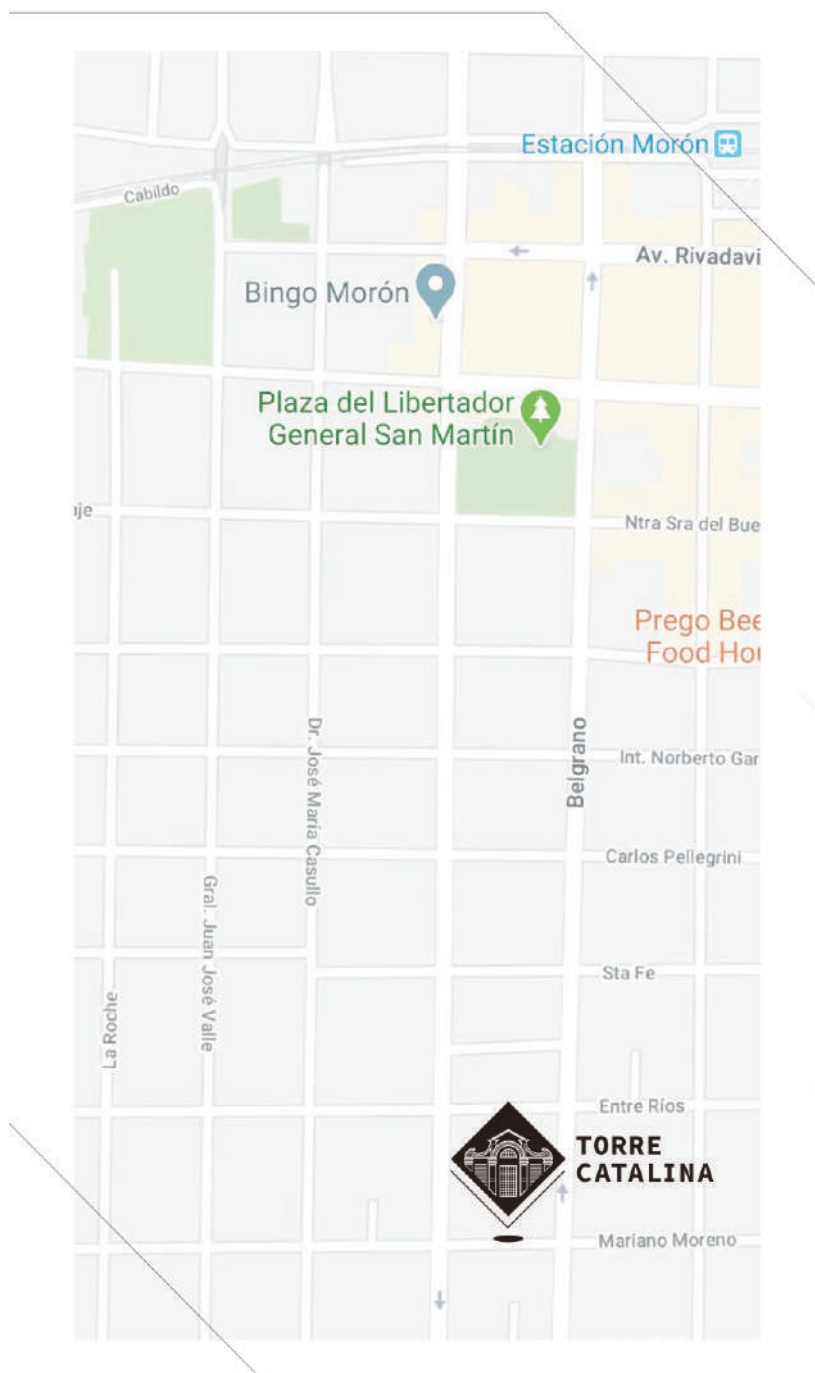 Estación Morón
Cabildo
Av. Rivadavi
Bingo Morón
Plaza del Libertador
General San Martín
aje
Ntra Sra del Bue
Prego Bee
Food Hou
Dr. José María Casullo
Belgrano
Int. Norberto Gar
Carlos Pellegrini
Gral. Juan José Valle
Sta Fe
La Roche
Entre Ríos
TORRE
CATALINA
Mariano Moreno